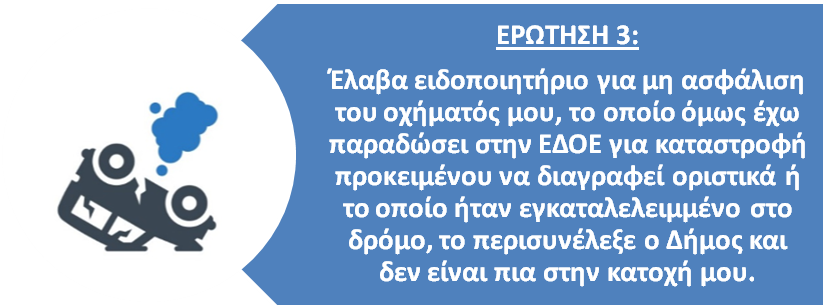 ΕΡΩΤΗΣΗ 3:
Έλαβα ειδοποιητήριο για μη ασφάλιση
του οχήματός μου, το οποίο όμως έχω
παραδώσει στην ΕΔΟΕ για καταστροφή
προκειμένου να διαγραφεί οριστικά ή
το οποίο ήταν εγκαταλελειμμένο στο
δρόμο, το περισυνέλεξε ο Δήμος και
δεν είναι πια στην κατοχή μου.